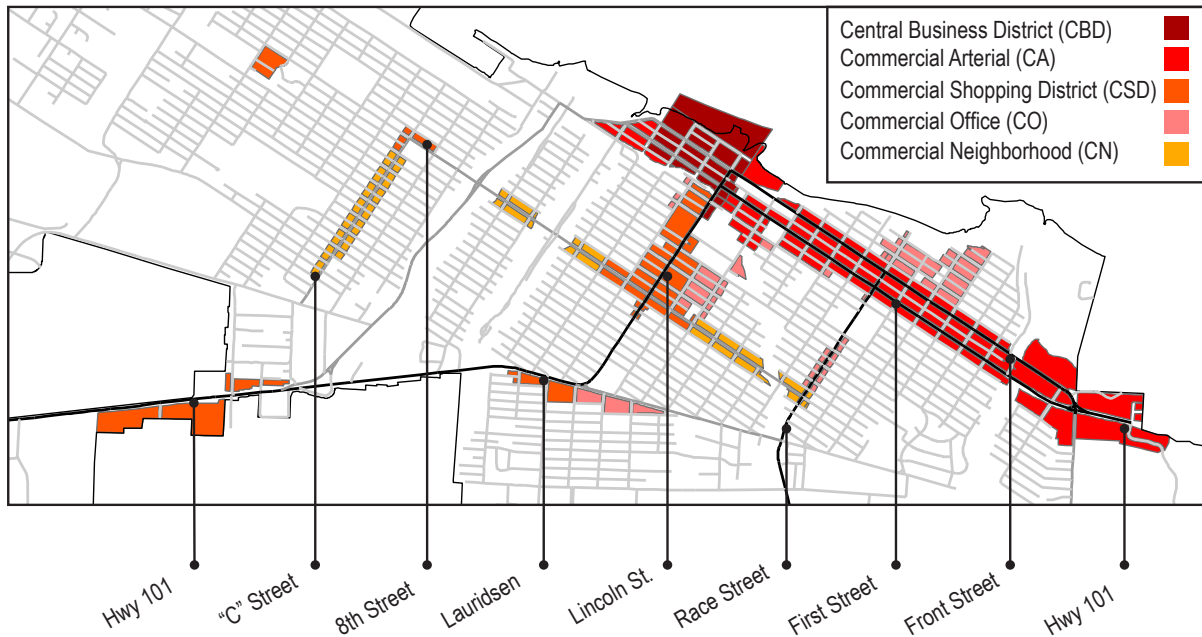 Central Business District (CBD)
Commercial Arterial (CA)
Commercial Shopping District (CSD)
Commercial Office (CO)
Commercial Neighborhood (CN)
Hwy 101
“C” Street
8th Street
Lauridsen
Lincoln St.
Race Street
First Street
Front Street
Hwy 101